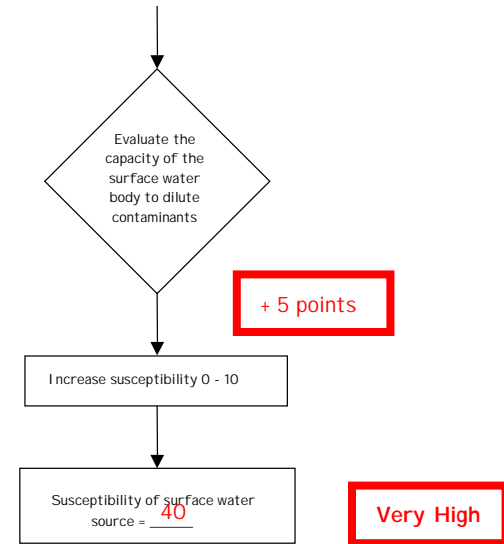 Evaluate the
capacity of the
surface water
body to dilute
contaminants
+ 5 points
Increase susceptibility 0 - 10
Susceptibility of surface water
source = 40
Very High